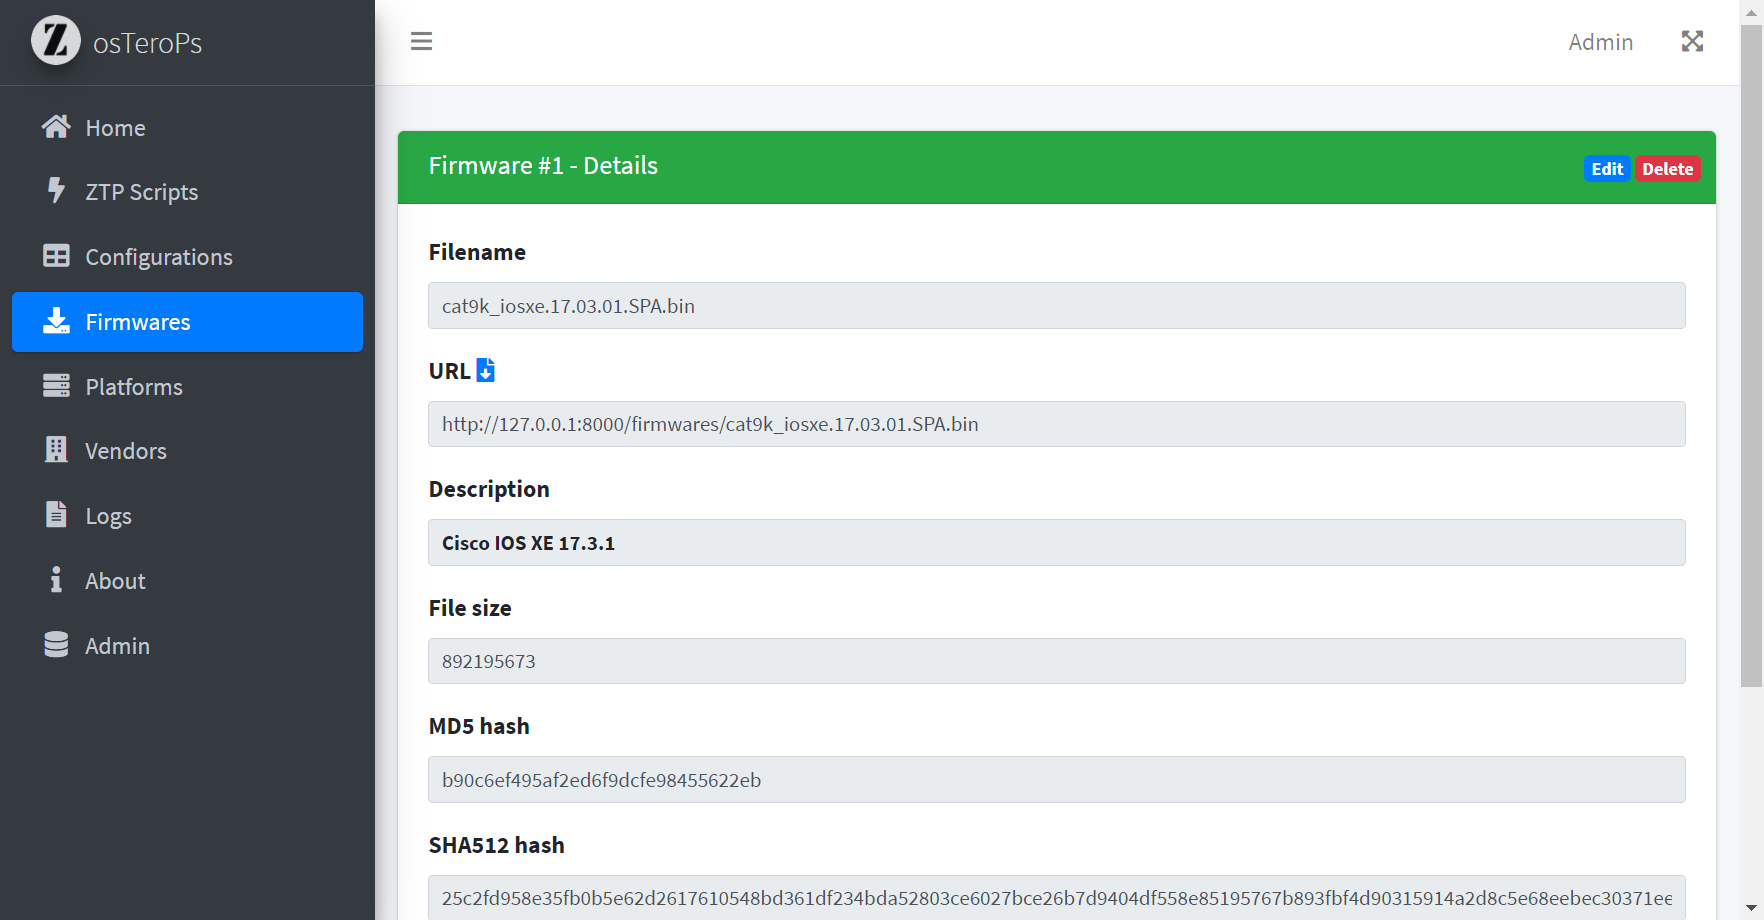 Z osTeroPs
Admin
Home
ZTP Scripts
Configurations
Firmwares
Platforms
Vendors
Logs
About
Admin
Firmware #1 - Details
Edit Delete
Filename
cat9k_iosxe.17.03.01.SPA.bin
URL
http://127.0.0.1:8000/firmwares/cat9k_iosxe.17.03.01.SPA.bin
Description
Cisco IOS XE 17.3.1
File size
892195673
MD5 hash
b90c6ef495af2ed6f9dcfe98455622eb
SHA512 hash
25c2fd958e35fb0b5e62d2617610548bd361df234bda52803ce6027bce26b7d9404df558e85195767b893fbf4d90315914a2d8c5e68eebec30371ee